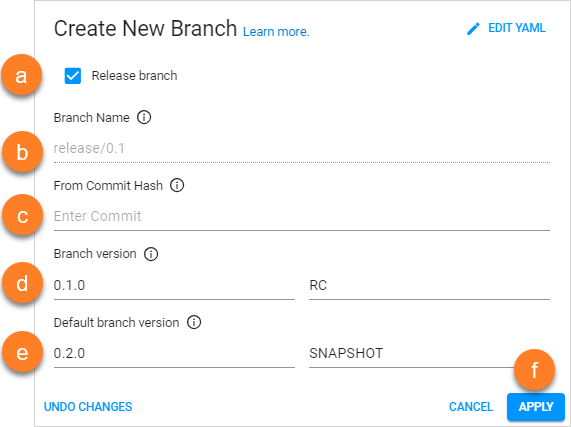 Create New Branch Learn more. EDIT YAML
a Release branch
Branch Name
b release/0.1
From Commit Hash
c Enter Commit
Branch version
d 0.1.0 RC
Default branch version
e 0.2.0 SNAPSHOT
f
UNDO CHANGES CANCEL APPLY